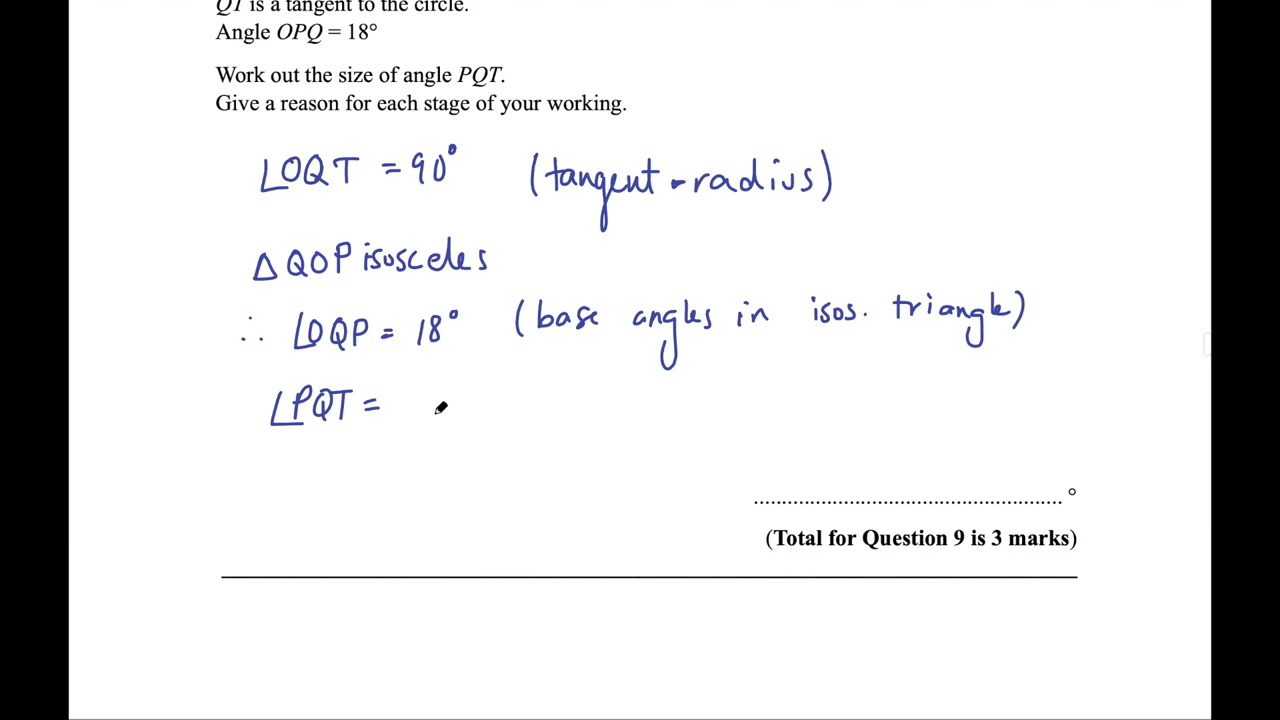 QT is a tangent to the circle.
Angle OPQ = 18°
Work out the size of angle PQT.
Give a reason for each stage of your working.
∠OQT = 90° (tangent - radius)
Δ QOP isosceles
∴ ∠OQP = 18° (base angles in isos. triangle)
∠PQT =
.......................................................°
(Total for Question 9 is 3 marks)